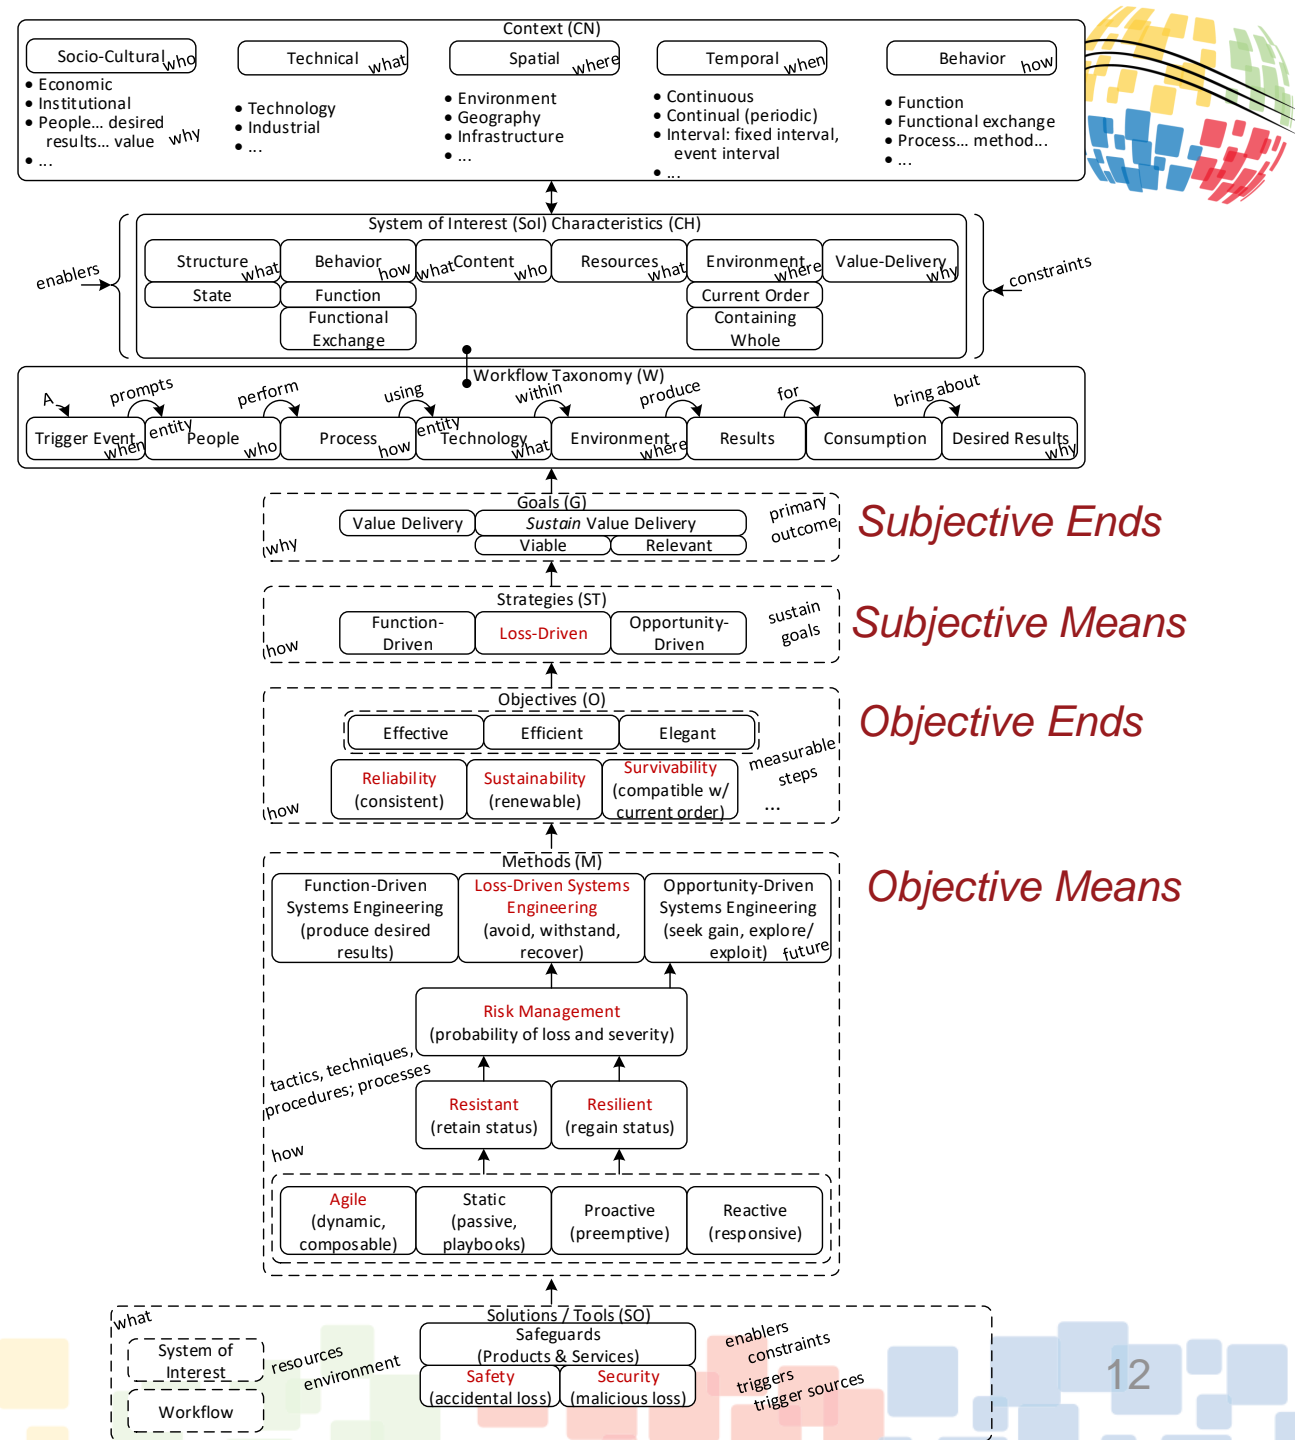 Context (CN)
Socio-Cultural who
• Economic
• Institutional
• People... desired
results... value
why
• ...
Technical what
• Technology
• Industrial
• ...
Spatial where
• Environment
• Geography
• Infrastructure
• ...
Temporal when
• Continuous
• Continual (periodic)
• Interval: fixed interval,
event interval
• ...
Behavior how
• Function
• Functional exchange
• Process... method...
• ...
System of Interest (SoI) Characteristics (CH)
enablers
constraints
Structure what
State
Behavior how
Function
Functional
Exchange
what Content who
Resources what
Environment where
Current Order
Containing
Whole
Value-Delivery why
Workflow Taxonomy (W)
A
prompts
perform
using
within
produce
for
bring about
Trigger Event when
entity
People who
Process how
entity
Technology what
Environment where
Results
Consumption
Desired Results why
Goals (G)
Value Delivery
Sustain Value Delivery
Viable
Relevant
primary
outcome
why
Subjective Ends
Strategies (ST)
Function-
Driven
Loss-Driven
Opportunity-
Driven
sustain
goals
how
Subjective Means
Objectives (O)
Effective
Efficient
Elegant
Reliability
(consistent)
Sustainability
(renewable)
Survivability
(compatible w/
current order)
measurable
steps
...
how
Objective Ends
Methods (M)
Function-Driven
Systems Engineering
(produce desired
results)
Loss-Driven Systems
Engineering
(avoid, withstand,
recover)
Opportunity-Driven
Systems Engineering
(seek gain, explore/
exploit) future
Objective Means
Risk Management
(probability of loss and severity)
tactics, techniques,
procedures; processes
Resistant
(retain status)
Resilient
(regain status)
how
Agile
(dynamic,
composable)
Static
(passive,
playbooks)
Proactive
(preemptive)
Reactive
(responsive)
Solutions / Tools (SO)
what
System of
Interest
Workflow
resources
environment
Safeguards
(Products & Services)
Safety
(accidental loss)
Security
(malicious loss)
enablers
constraints
triggers
trigger sources
12